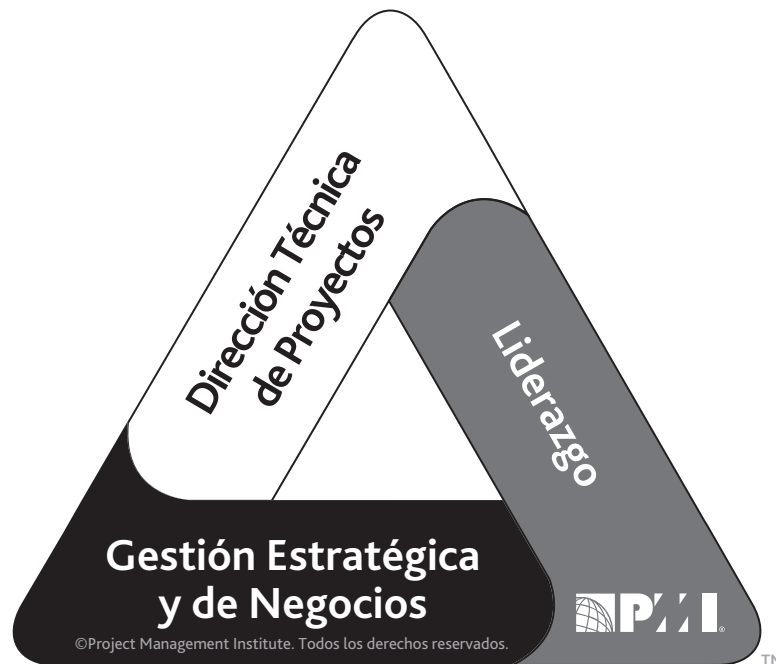 Dirección Técnica
de Proyectos
Liderazgo
Gestión Estratégica
y de Negocios
©Project Management Institute. Todos los derechos reservados.
PMI®
TM